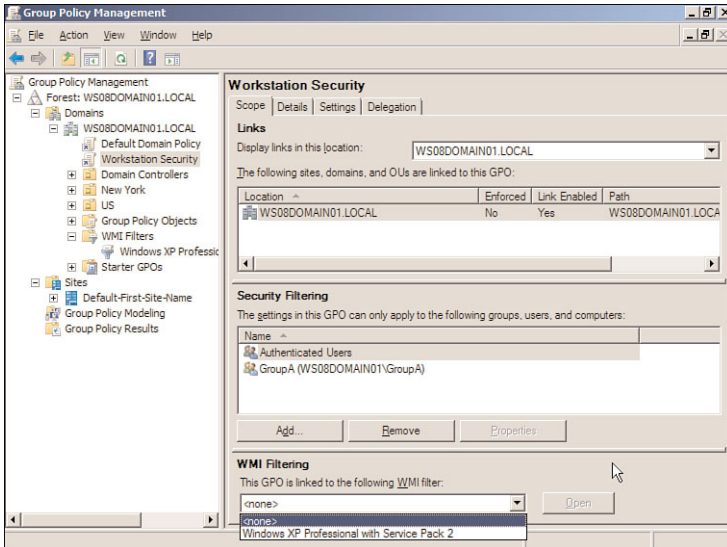 Group Policy Management
File Action View Window Help
Group Policy Management
Forest: WS08DOMAIN01.LOCAL
Domains
WS08DOMAIN01.LOCAL
Default Domain Policy
Workstation Security
Domain Controllers
New York
US
Group Policy Objects
WMI Filters
Windows XP Professic
Starter GPOs
Sites
Default-First-Site-Name
Group Policy Modeling
Group Policy Results
Workstation Security
Scope Details Settings Delegation
Links
Display links in this location: WS08DOMAIN01.LOCAL
The following sites, domains, and OUs are linked to this GPO:
Location Enforced Link Enabled Path
WS08DOMAIN01.LOCAL No Yes WS08DOMAIN01.LOCA
Security Filtering
The settings in this GPO can only apply to the following groups, users, and computers:
Name
Authenticated Users
GroupA (WS08DOMAIN01\GroupA)
Add... Remove Properties
WMI Filtering
This GPO is linked to the following WMI filter:
<none> Open
<none>
Windows XP Professional with Service Pack 2